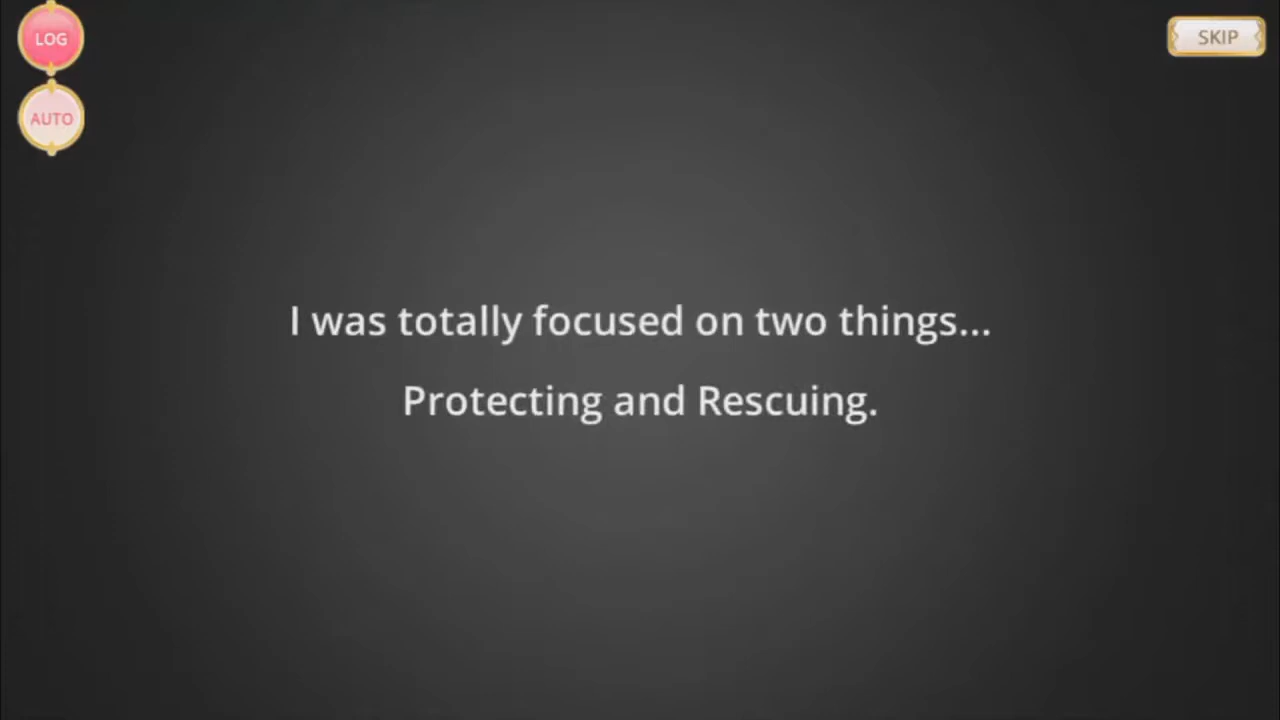 LOG
SKIP
AUTO
I was totally focused on two things...
Protecting and Rescuing.